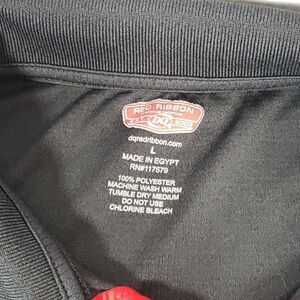 RED RIBBON
DQ
dqredribbon.com
L
MADE IN EGYPT
RN#117579
100% POLYESTER
MACHINE WASH WARM
TUMBLE DRY MEDIUM
DO NOT USE
CHLORINE BLEACH